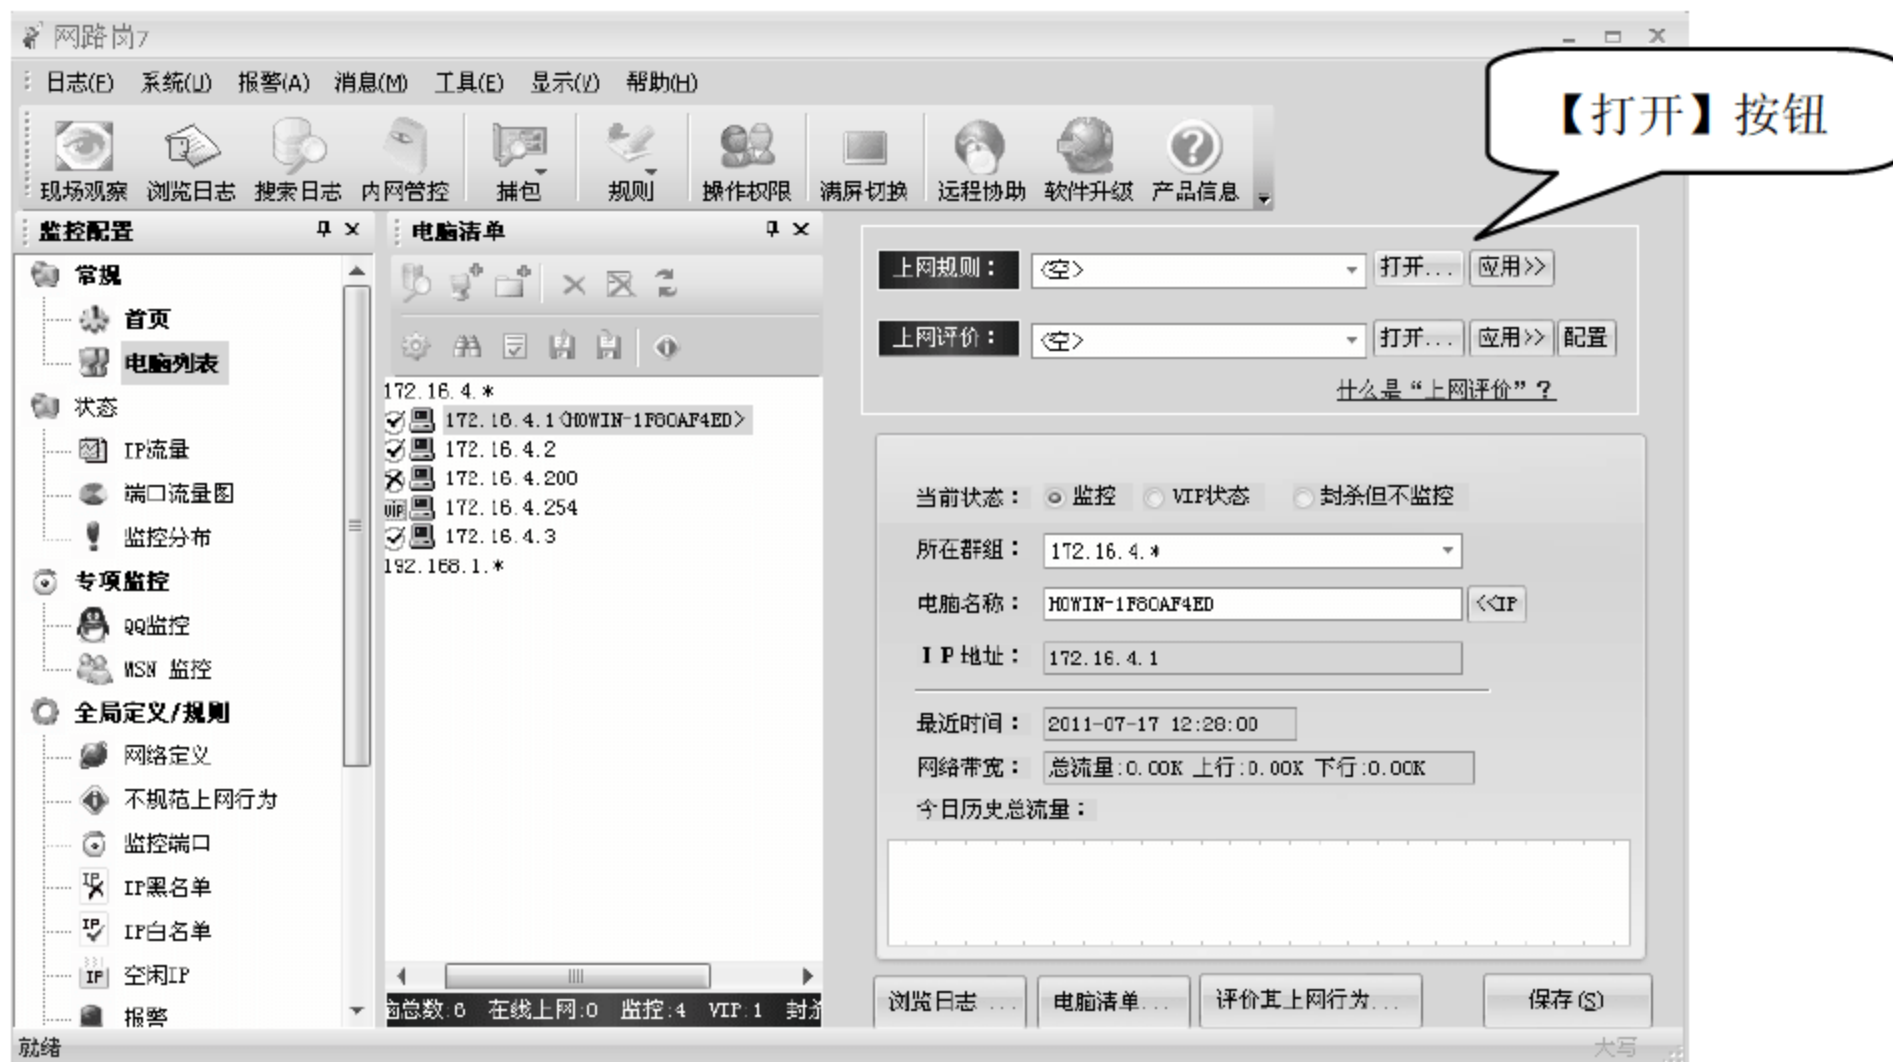 网路岗7
日志(F) 系统(U) 报警(A) 消息(M) 工具(E) 显示(V) 帮助(H)
【打开】按钮
现场观察 浏览日志 搜索日志 内网管控 捕包 规则 操作权限 满屏切换 远程协助 软件升级 产品信息
监控配置
常规
首页
电脑列表
状态
IP流量
端口流量图
监控分布
专项监控
QQ监控
MSN 监控
全局定义/规则
网络定义
不规范上网行为
监控端口
IP黑名单
IP白名单
空闲IP
报警
电脑清单
172.16.4.*
172.16.4.1<HOWIN-1F80AF4ED>
172.16.4.2
172.16.4.200
172.16.4.254
172.16.4.3
192.168.1.*
总数:6 在线上网:0 监控:4 VIP:1 封杀
上网规则： <空> 打开... 应用>>
上网评价： <空> 打开... 应用>> 配置
什么是“上网评价”？
当前状态： 监控 VIP状态 封杀但不监控
所在群组： 172.16.4.*
电脑名称： HOWIN-1F80AF4ED <<IP
IP地址： 172.16.4.1
最近时间： 2011-07-17 12:28:00
网络带宽： 总流量:0.00K 上行:0.00K 下行:0.00K
今日历史总流量：
浏览日志 ... 电脑清单... 评价其上网行为... 保存(S)
就绪 大写